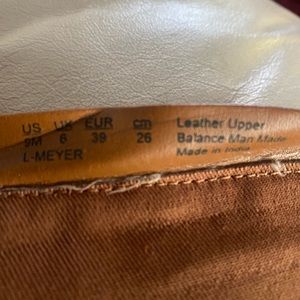 US UK EUR cm Leather Upper
9M 6 39 26 Balance Man Made
L-MEYER Made in India